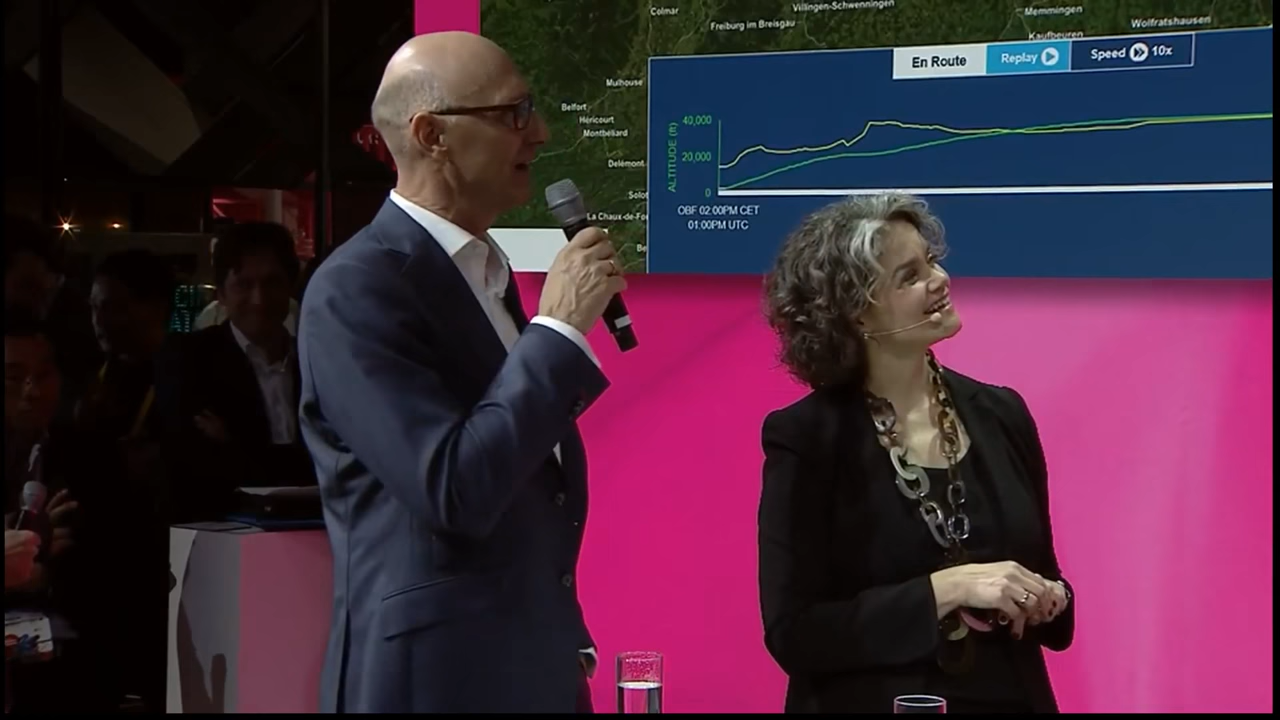 Colmar
Freiburg im Breisgau
Villingen-Schwenningen
Memmingen
Wolfratshausen
Kaufbeuren
En Route
Replay
Speed 10x
Mulhouse
Belfort
Héricourt
Montbéliard
Delémont
Solo
La Chaux-de-Fo
Be
ALTITUDE (ft)
40,000
20,000
0
OBF 02:00PM CET
01:00PM UTC